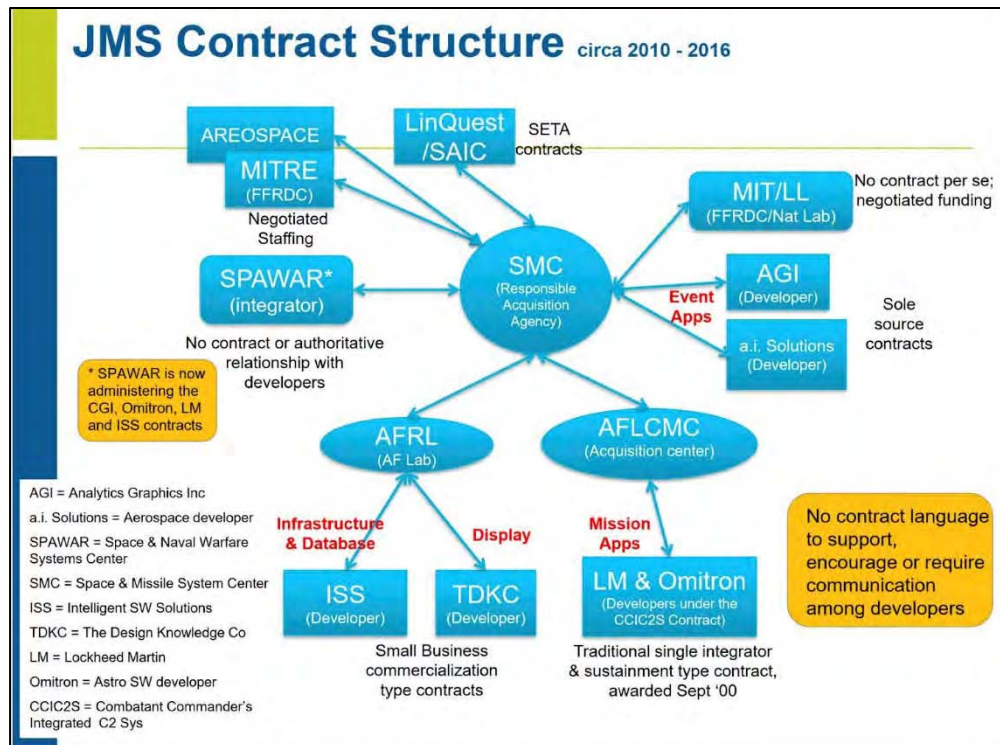 JMS Contract Structure circa 2010 - 2016
AREOSPACE
MITRE
(FFRDC)
Negotiated
Staffing
LinQuest
/SAIC
SETA
contracts
MIT/LL
(FFRDC/Nat Lab)
No contract per se;
negotiated funding
SMC
(Responsible
Acquisition
Agency)
SPAWAR*
(integrator)
No contract or authoritative
relationship with
developers
Event
Apps
AGI
(Developer)
a.i. Solutions
(Developer)
Sole
source
contracts
* SPAWAR is now
administering the
CGI, Omitron, LM
and ISS contracts
AFRL
(AF Lab)
AFLCMC
(Acquisition center)
Infrastructure
& Database
Display
Mission
Apps
ISS
(Developer)
TDKC
(Developer)
LM & Omitron
(Developers under the
CCIC2S Contract)
Small Business
commercialization
type contracts
Traditional single integrator
& sustainment type contract,
awarded Sept ‘00
No contract language
to support,
encourage or require
communication
among developers
AGI = Analytics Graphics Inc
a.i. Solutions = Aerospace developer
SPAWAR = Space & Naval Warfare
Systems Center
SMC = Space & Missile System Center
ISS = Intelligent SW Solutions
TDKC = The Design Knowledge Co
LM = Lockheed Martin
Omitron = Astro SW developer
CCIC2S = Combatant Commander's
Integrated C2 Sys